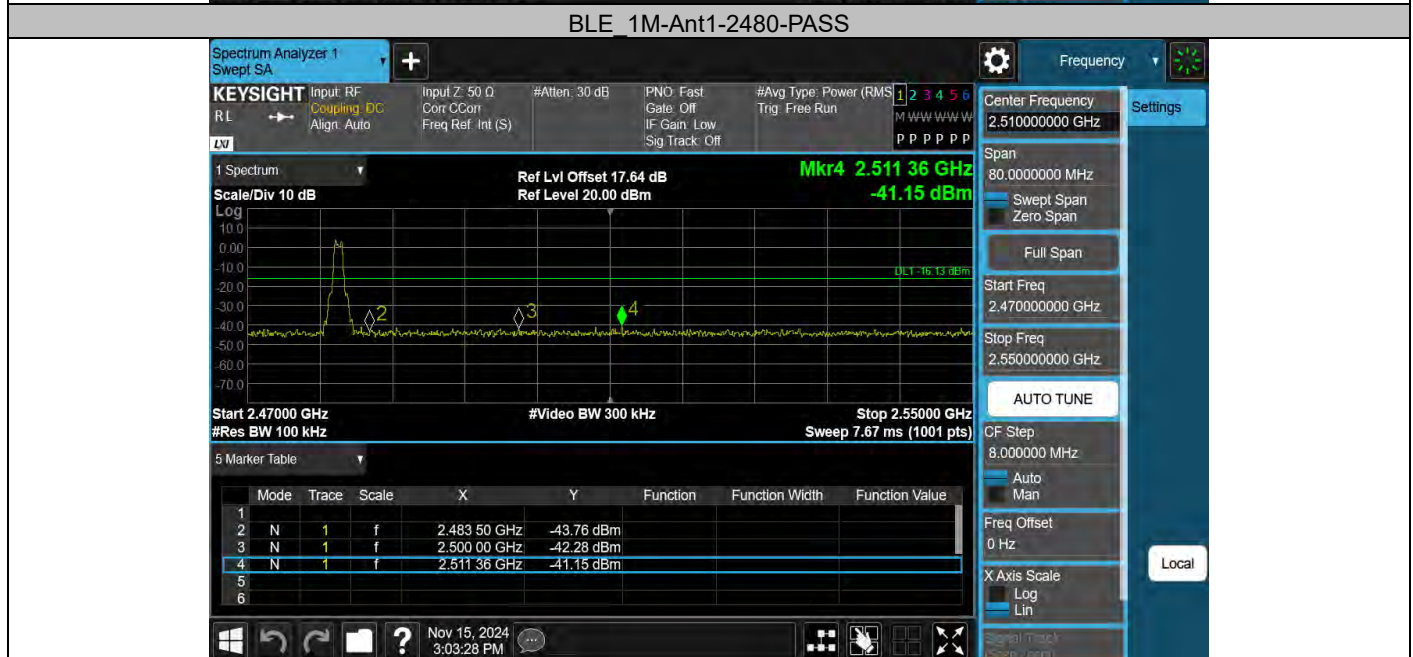 BLE_1M-Ant1-2480-PASS
Spectrum Analyzer 1
Swept SA
+
Frequency
KEYSIGHT
RL
LXI
Input: RF
Coupling: DC
Align: Auto
Input Z: 50 Ω
Corr CCorr
Freq Ref: Int (S)
#Atten: 30 dB
PNO: Fast
Gate: Off
IF Gain: Low
Sig Track: Off
#Avg Type: Power (RMS
Trig: Free Run
1 2 3 4 5 6
M W W W W W
P P P P P P
1 Spectrum
Scale/Div 10 dB
Ref Lvl Offset 17.64 dB
Ref Level 20.00 dBm
Mkr4 2.511 36 GHz
-41.15 dBm
Log
10.0
0.00
-10.0
-20.0
-30.0
-40.0
-50.0
-60.0
-70.0
DL1 -16.13 dBm
2
3
4
Start 2.47000 GHz
#Video BW 300 kHz
Stop 2.55000 GHz
#Res BW 100 kHz
Sweep 7.67 ms (1001 pts)
5 Marker Table
Mode Trace Scale X Y Function Function Width Function Value
1
2 N 1 f 2.483 50 GHz -43.76 dBm
3 N 1 f 2.500 00 GHz -42.28 dBm
4 N 1 f 2.511 36 GHz -41.15 dBm
5
6
?
Nov 15, 2024
3:03:28 PM
Center Frequency
2.510000000 GHz
Settings
Span
80.0000000 MHz
Swept Span
Zero Span
Full Span
Start Freq
2.470000000 GHz
Stop Freq
2.550000000 GHz
AUTO TUNE
CF Step
8.000000 MHz
Auto
Man
Freq Offset
0 Hz
X Axis Scale
Log
Lin
Local
Signal Track